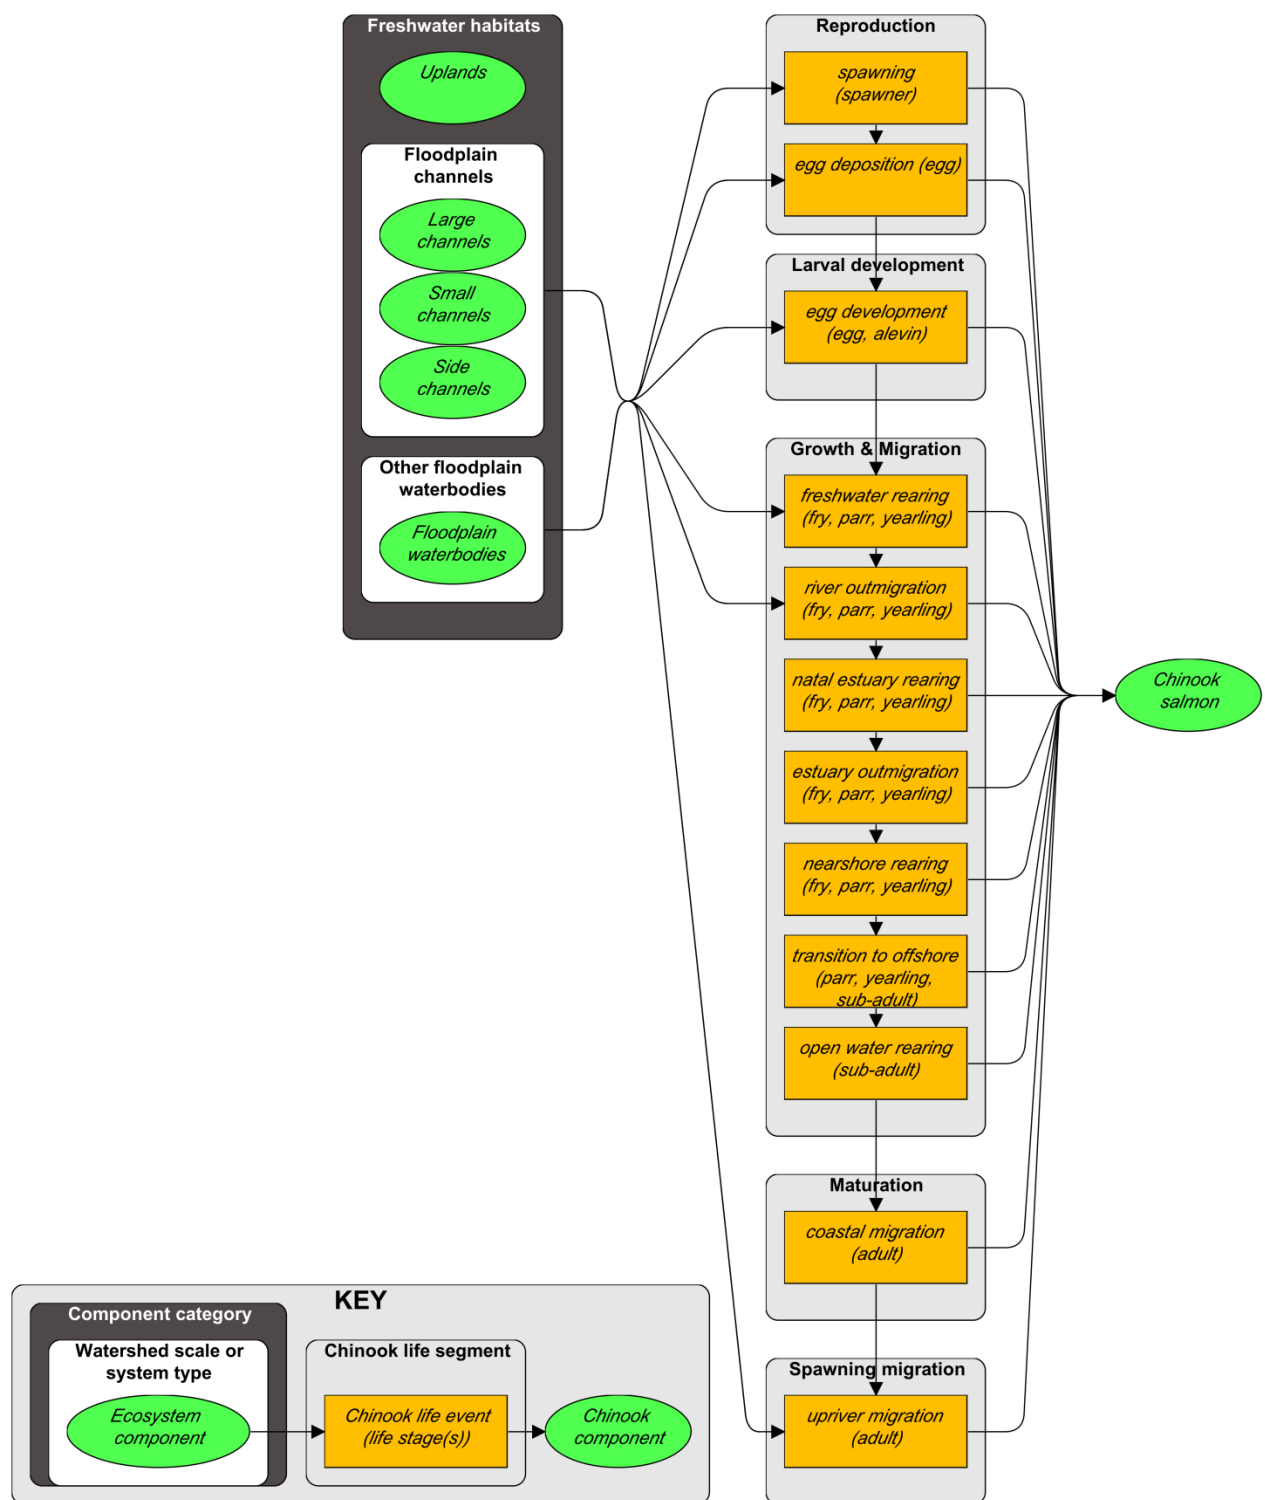 Freshwater habitats
Uplands
Floodplain
channels
Large
channels
Small
channels
Side
channels
Other floodplain
waterbodies
Floodplain
waterbodies
Reproduction
spawning
(spawner)
egg deposition (egg)
Larval development
egg development
(egg, alevin)
Growth & Migration
freshwater rearing
(fry, parr, yearling)
river outmigration
(fry, parr, yearling)
natal estuary rearing
(fry, parr, yearling)
estuary outmigration
(fry, parr, yearling)
nearshore rearing
(fry, parr, yearling)
transition to offshore
(parr, yearling,
sub-adult)
open water rearing
(sub-adult)
Maturation
coastal migration
(adult)
Spawning migration
upriver migration
(adult)
Chinook
salmon
KEY
Component category
Watershed scale or
system type
Ecosystem
component
Chinook life segment
Chinook life event
(life stage(s))
Chinook
component